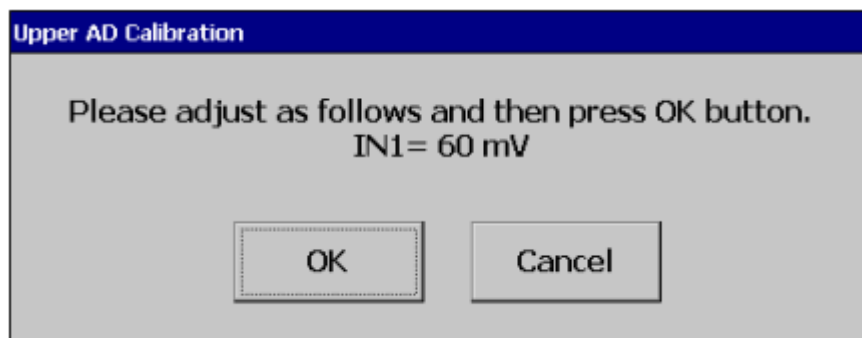 Upper AD Calibration
Please adjust as follows and then press OK button.
IN1= 60 mV
OK
Cancel